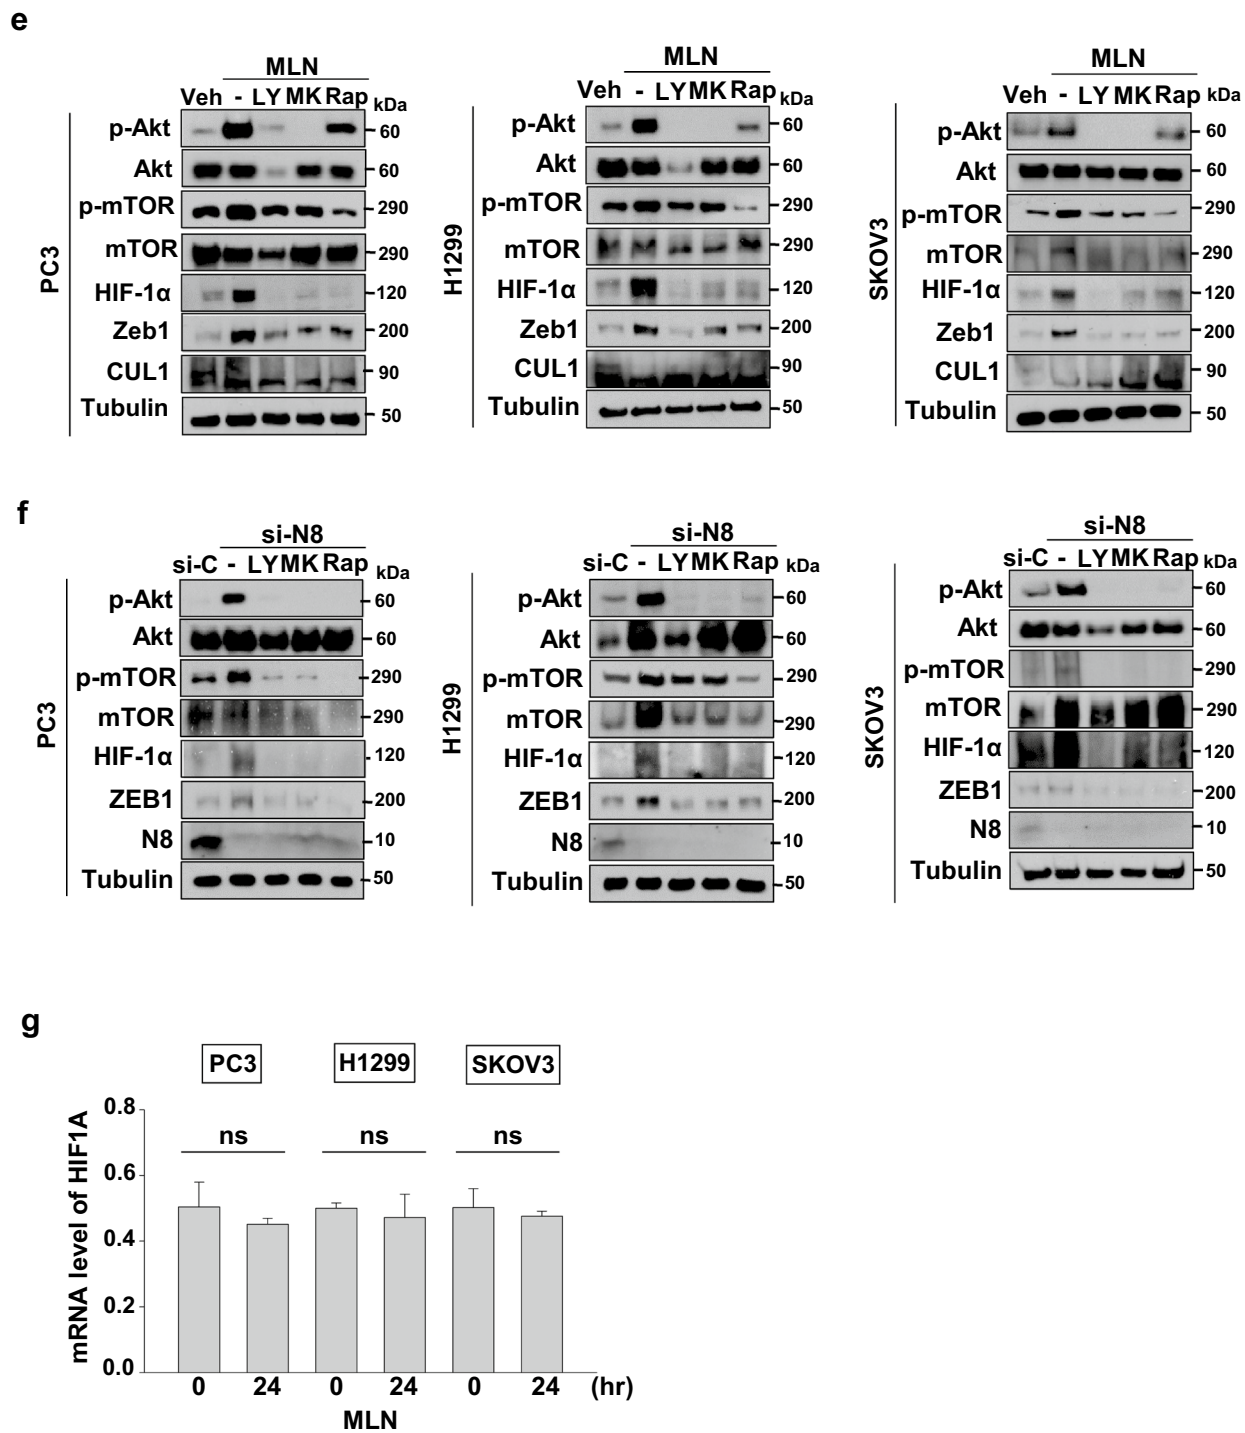 e
MLN
Veh - LY MK Rap kDa
PC3
p-Akt 60
Akt 60
p-mTOR 290
mTOR 290
HIF-1α 120
Zeb1 200
CUL1 90
Tubulin 50
MLN
Veh - LY MK Rap kDa
H1299
p-Akt 60
Akt 60
p-mTOR 290
mTOR 290
HIF-1α 120
Zeb1 200
CUL1 90
Tubulin 50
MLN
Veh - LY MK Rap kDa
SKOV3
p-Akt 60
Akt 60
p-mTOR 290
mTOR 290
HIF-1α 120
Zeb1 200
CUL1 90
Tubulin 50
f
si-N8
si-C - LY MK Rap kDa
PC3
p-Akt 60
Akt 60
p-mTOR 290
mTOR 290
HIF-1α 120
ZEB1 200
N8 10
Tubulin 50
si-N8
si-C - LY MK Rap kDa
H1299
p-Akt 60
Akt 60
p-mTOR 290
mTOR 290
HIF-1α 120
ZEB1 200
N8 10
Tubulin 50
si-N8
si-C - LY MK Rap kDa
SKOV3
p-Akt 60
Akt 60
p-mTOR 290
mTOR 290
HIF-1α 120
ZEB1 200
N8 10
Tubulin 50
g
PC3 H1299 SKOV3
mRNA level of HIF1A
0.8
ns ns ns
0.6
0.4
0.2
0.0
0 24 0 24 0 24 (hr)
MLN